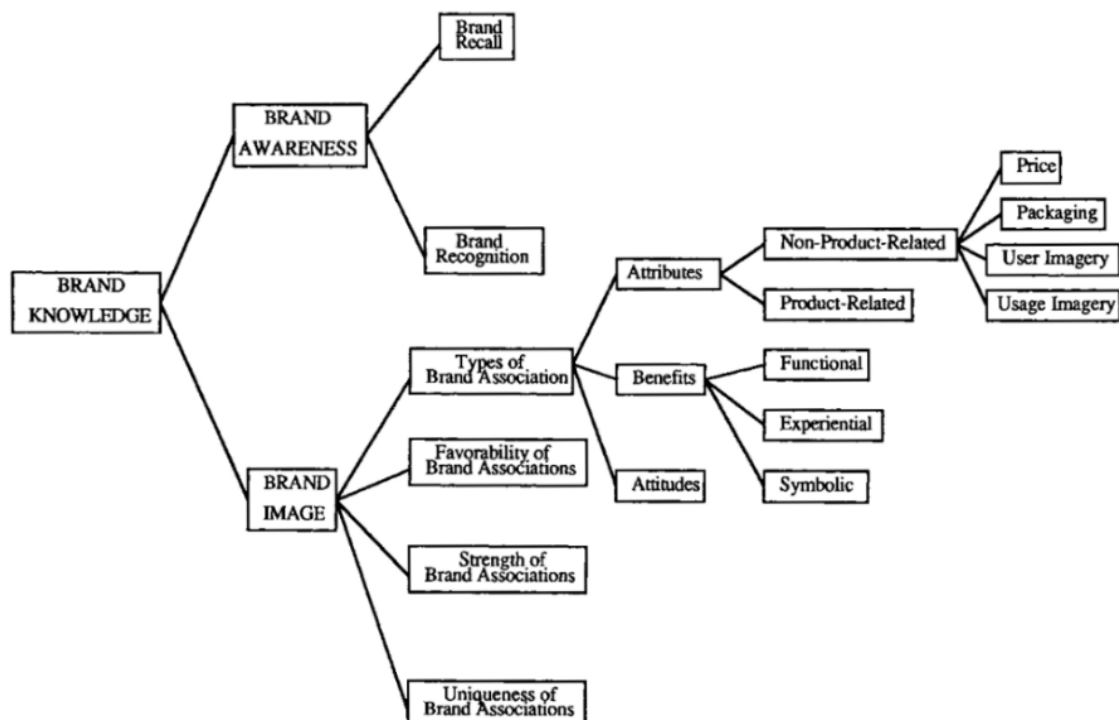 Brand
Recall
BRAND
AWARENESS
Brand
Recognition
BRAND
KNOWLEDGE
Price
Packaging
Non-Product-Related
User Imagery
Attributes
Product-Related
Usage Imagery
Types of
Brand Association
Functional
Benefits
Experiential
Favorability of
Brand Associations
Attitudes
Symbolic
BRAND
IMAGE
Strength of
Brand Associations
Uniqueness of
Brand Associations